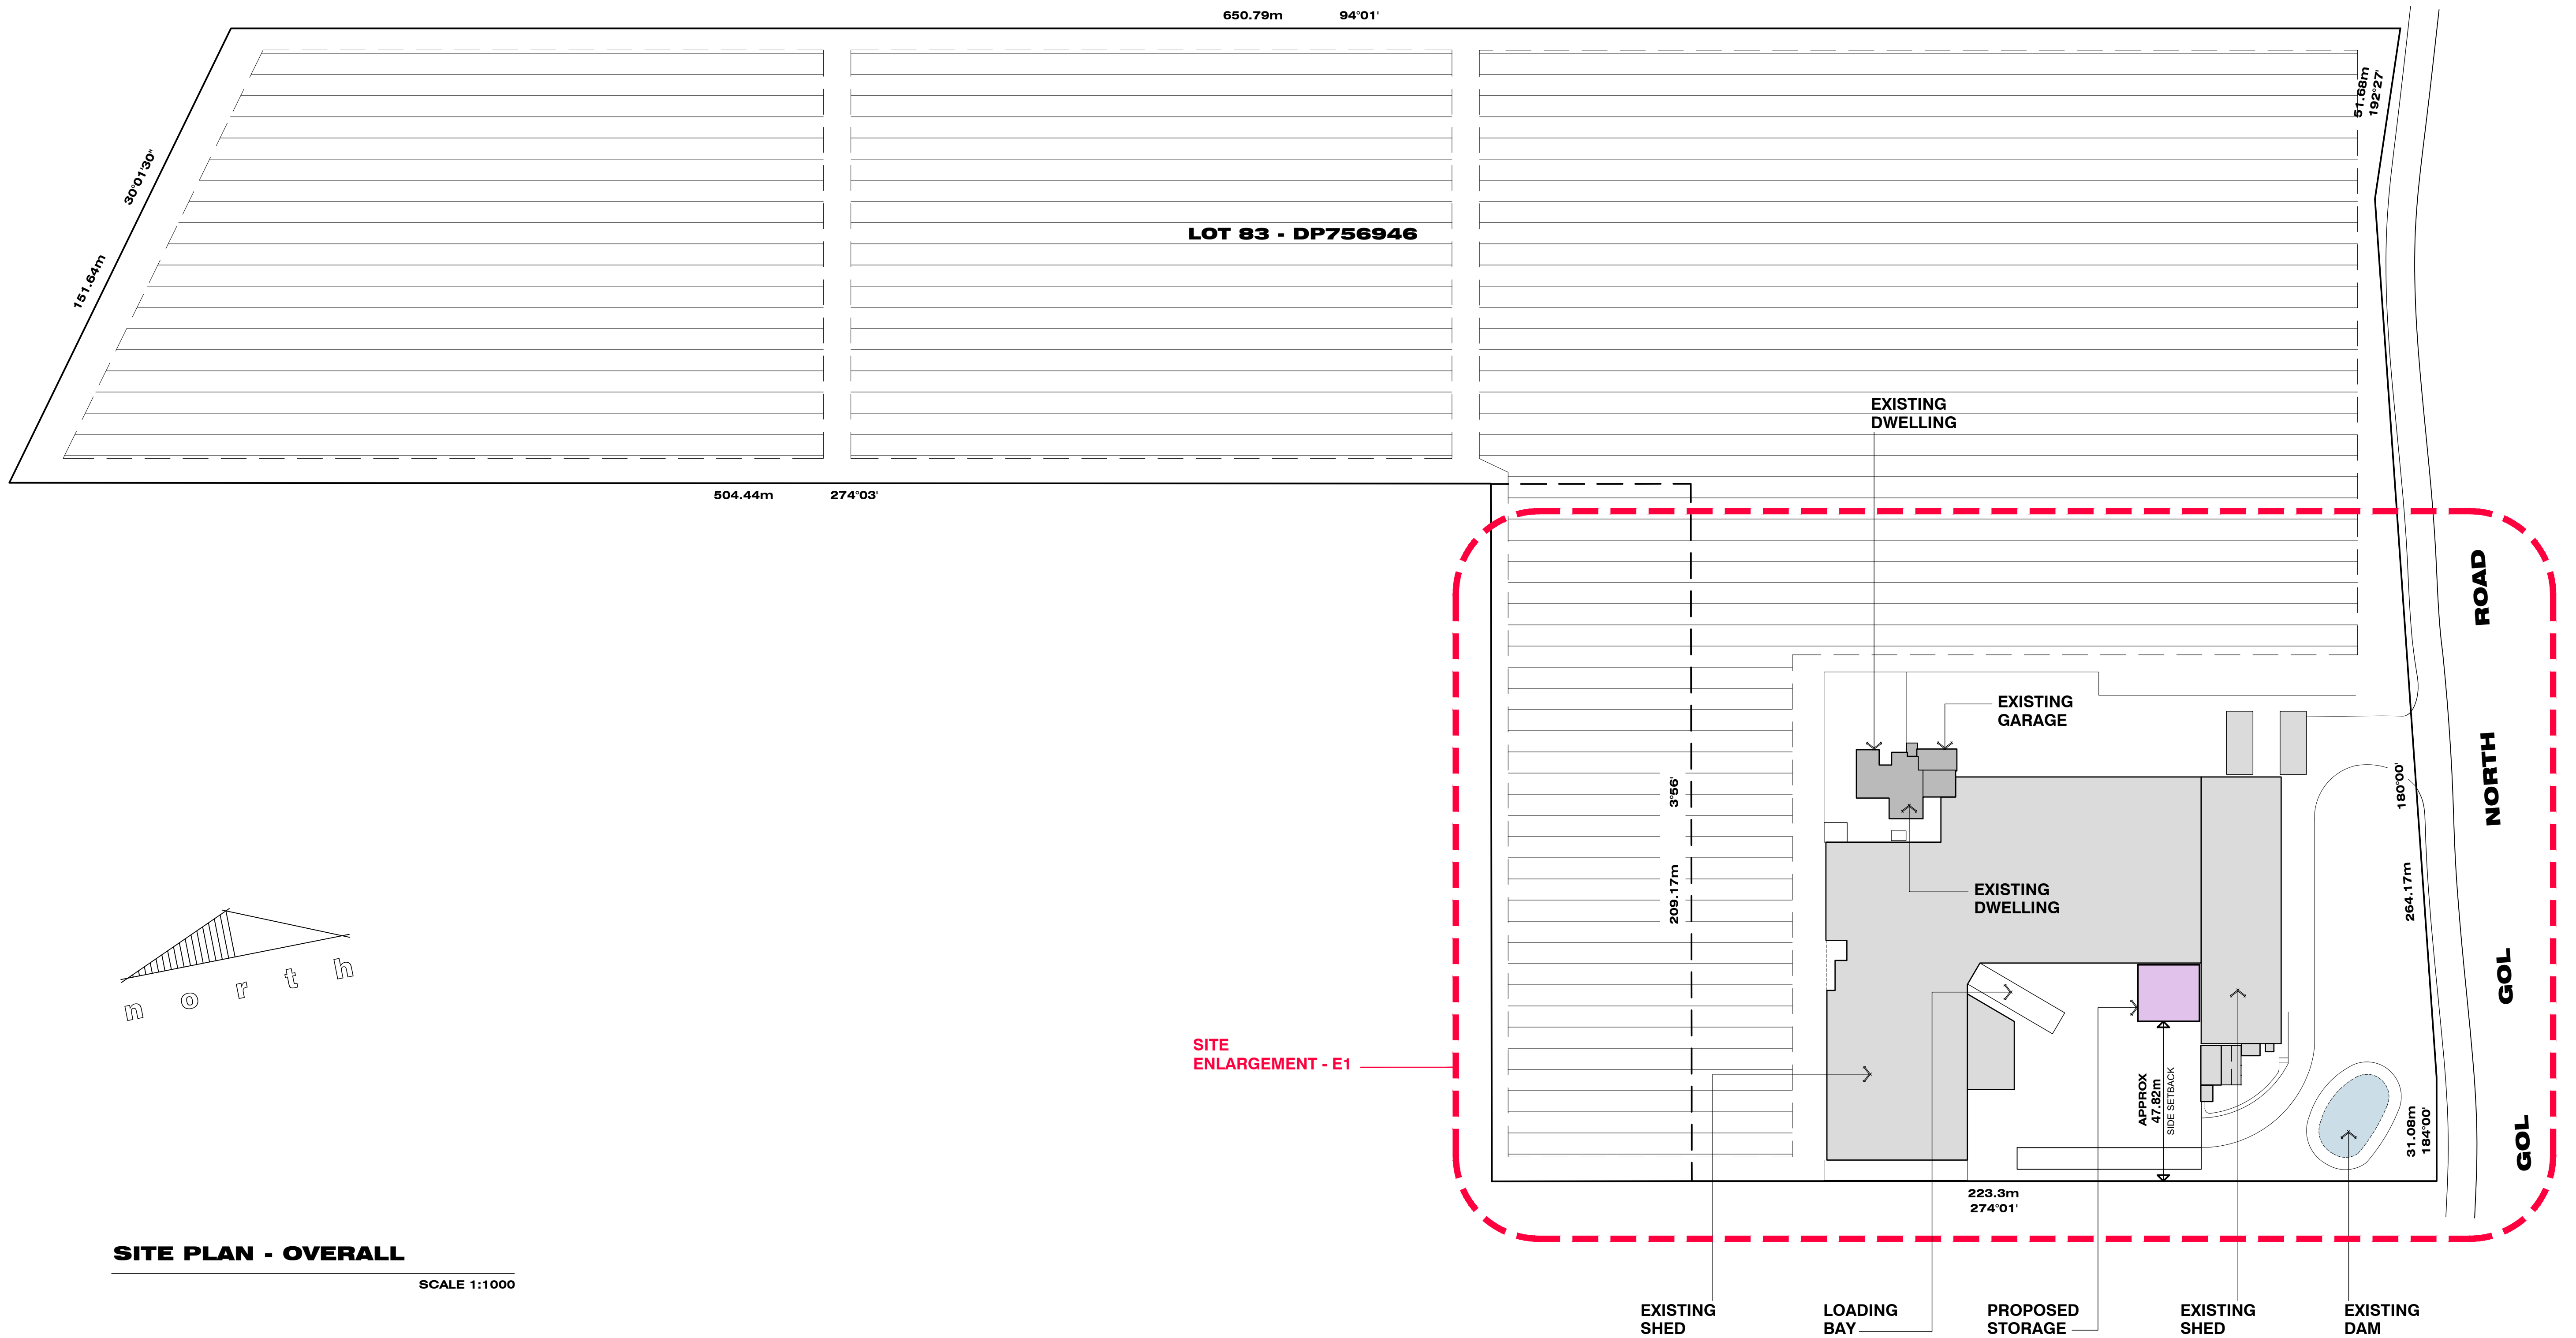 650.79m 94°01'
51.68m
192°27'
30°01'30"
151.64m
LOT 83 - DP756946
EXISTING
DWELLING
504.44m 274°03'
ROAD
NORTH
GOL
GOL
EXISTING
GARAGE
3°56'
209.17m
180°00'
264.17m
EXISTING
DWELLING
north
SITE
ENLARGEMENT - E1
APPROX
47.82m
SIDE SETBACK
31.08m
184°00'
223.3m
274°01'
SITE PLAN - OVERALL
SCALE 1:1000
EXISTING
SHED
LOADING
BAY
PROPOSED
STORAGE
EXISTING
SHED
EXISTING
DAM